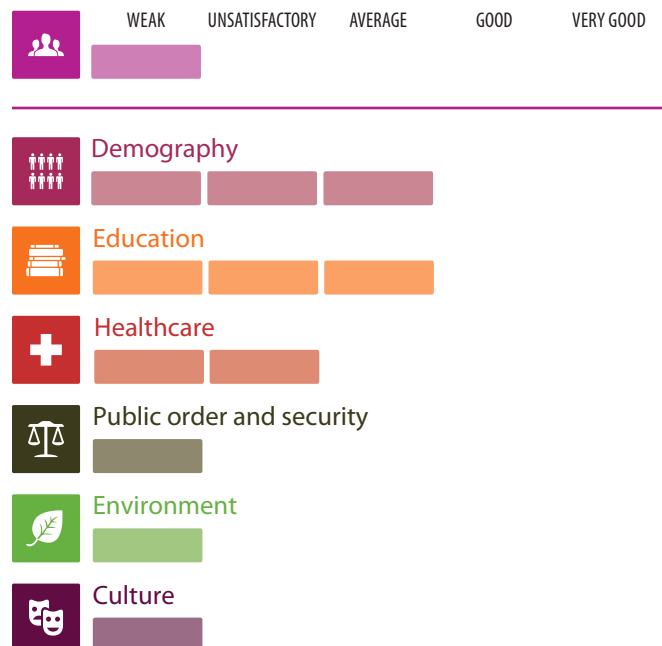 WEAK UNSATISFACTORY AVERAGE GOOD VERY GOOD
Demography
Education
Healthcare
Public order and security
Environment
Culture